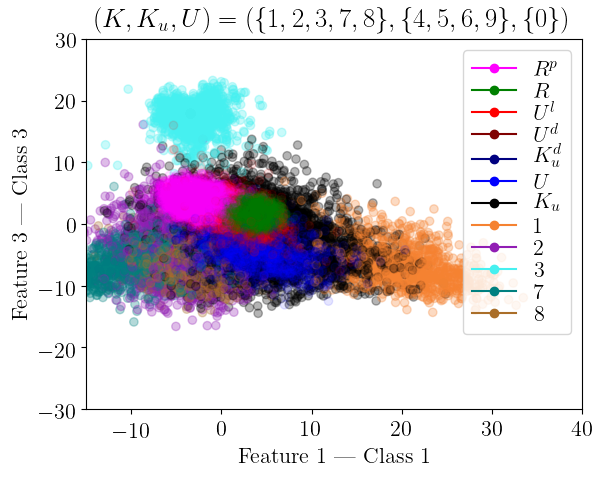 (K, K_u, U) = ({1, 2, 3, 7, 8}, {4, 5, 6, 9}, {0})
30
20
10
0
−10
−20
−30
Feature 3 — Class 3
R^p
R
U^l
U^d
K_u^d
U
K_u
1
2
3
7
8
−10 0 10 20 30 40
Feature 1 — Class 1